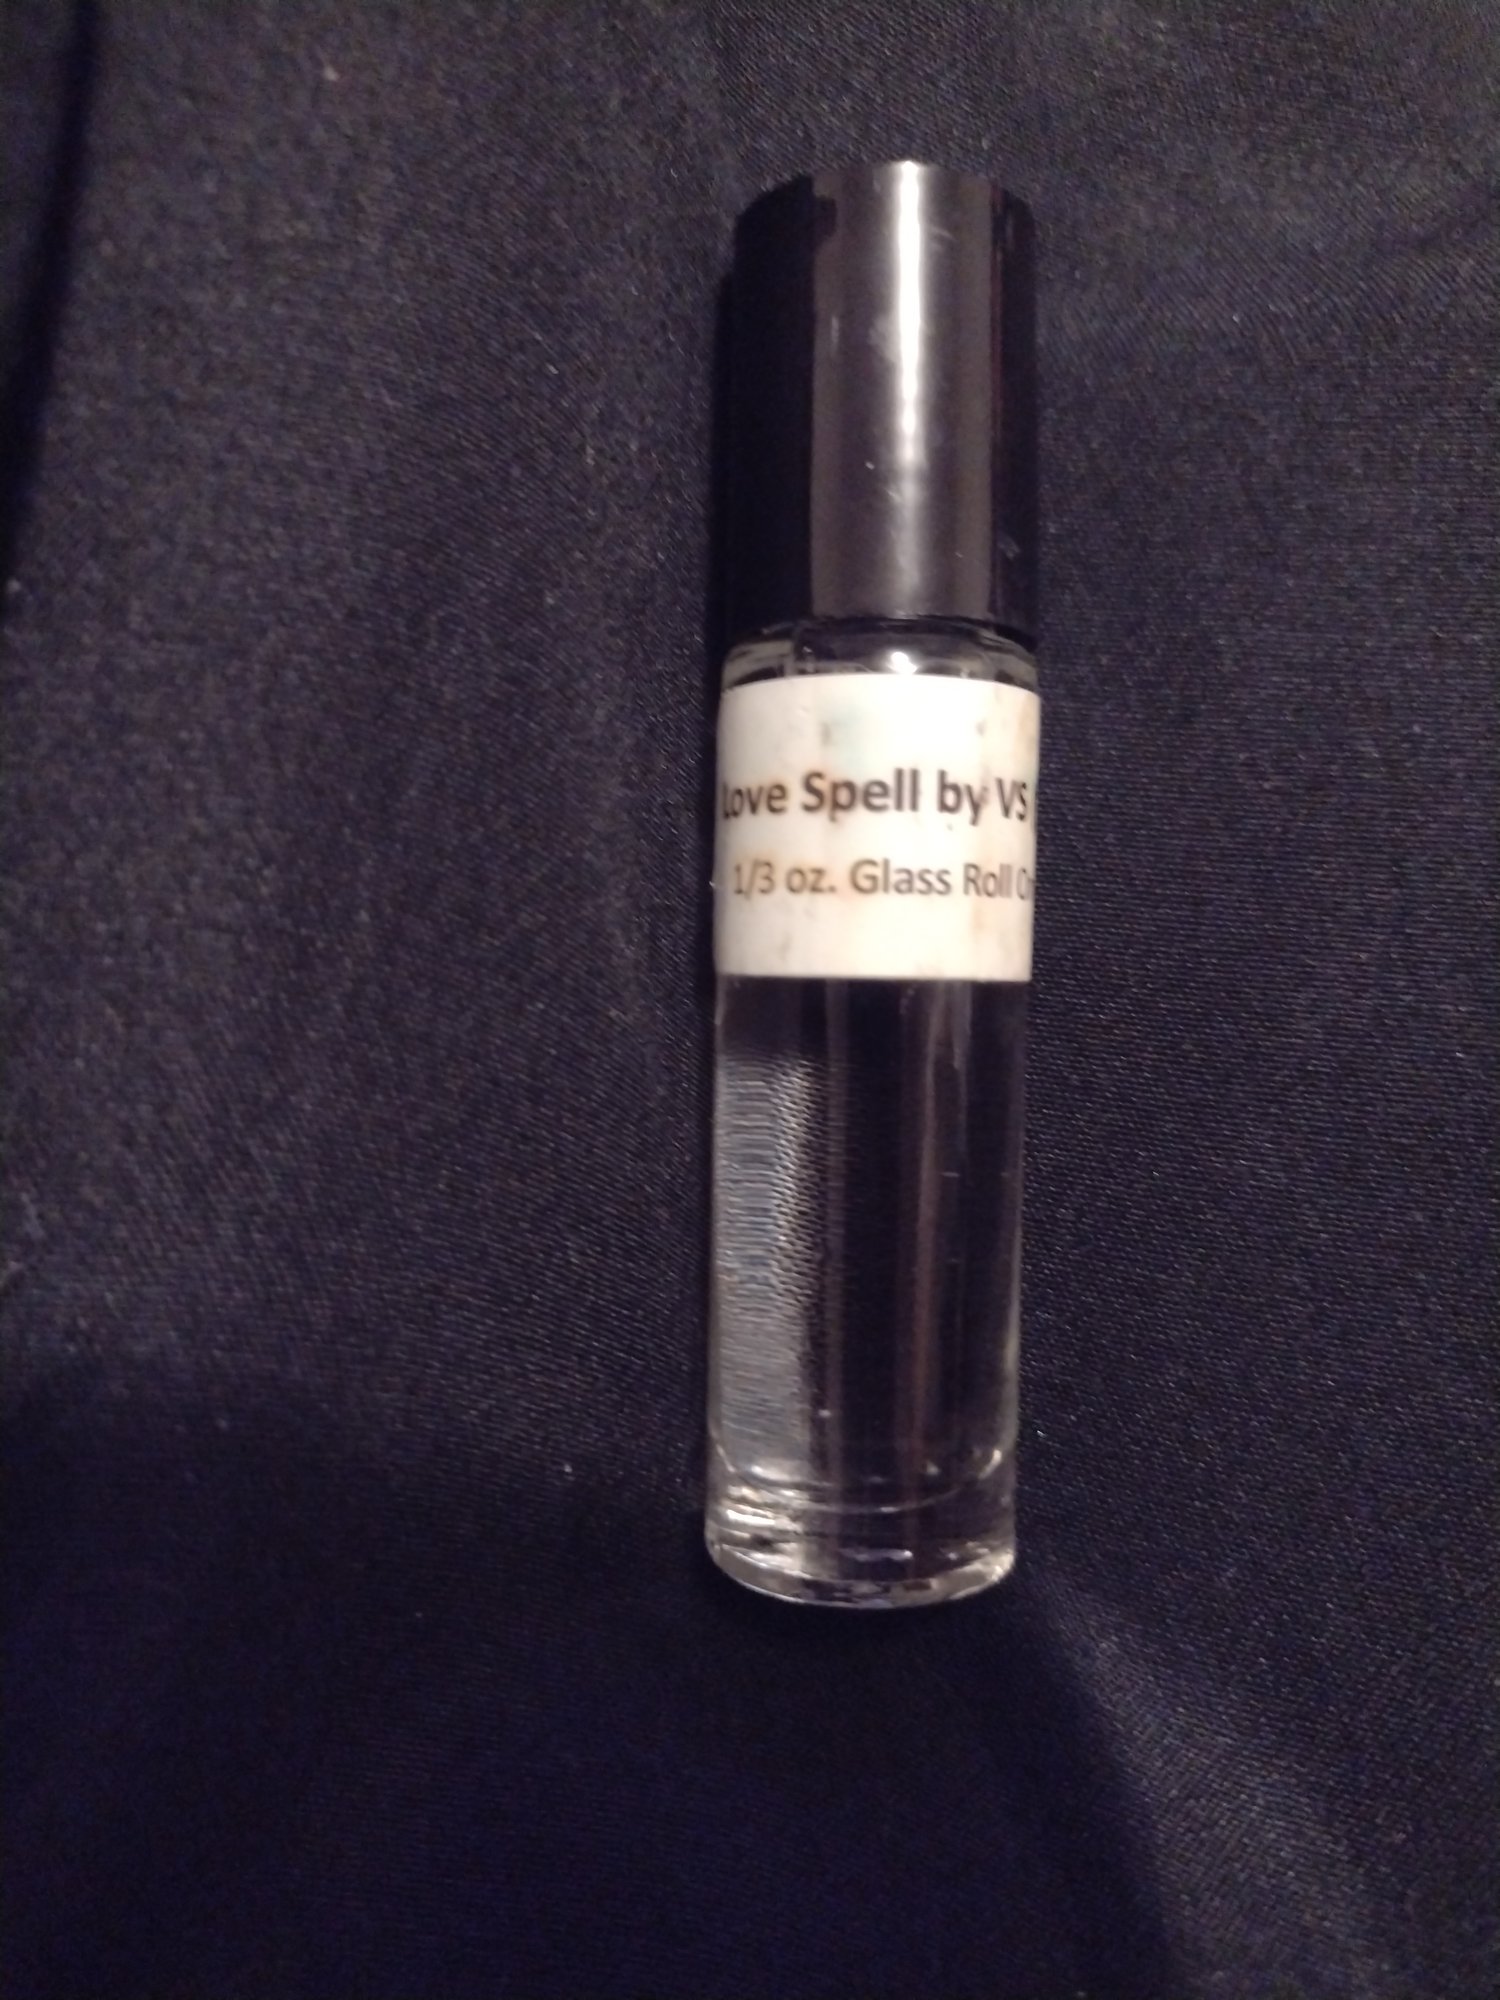 Love Spell by VS
1/3 oz. Glass Roll On